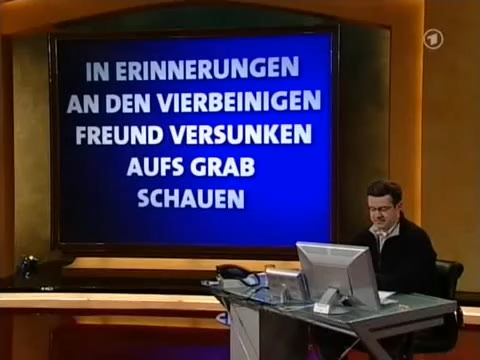 IN ERINNERUNGEN
AN DEN VIERBEINIGEN
FREUND VERSUNKEN
AUFS GRAB
SCHAUEN